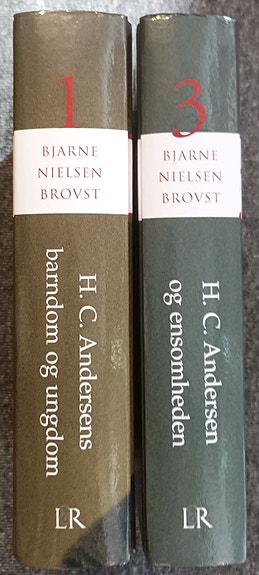 1
BJARNE
NIELSEN
BROVST
H. C. Andersens
barndom og ungdom
LR
3
BJARNE
NIELSEN
BROVST
H. C. Andersen
og ensomheden
LR